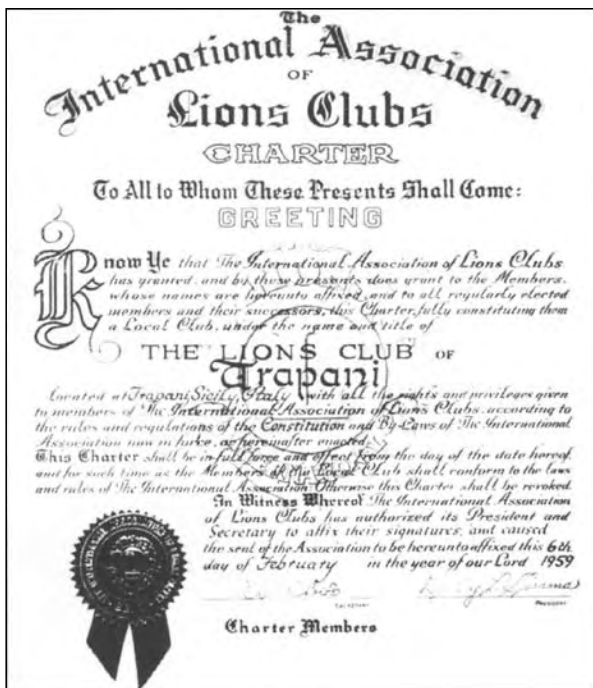 The
International Association
OF
Lions Clubs
CHARTER
To All to Whom These Presents Shall Come:
GREETING
Know Ye that The International Association of Lions Clubs
has granted, and by these presents does grant to the Members,
whose names are hereunto affixed, and to all regularly elected
members and their successors, this Charter, fully constituting them
a Local Club, under the name and title of
THE LIONS CLUB OF
Trapani
located at Trapani, Sicily, Italy with all the rights and privileges given
to members of The International Association of Lions Clubs, according to
the rules and regulations of the Constitution and By-Laws of The International
Association now in force, or hereinafter enacted.
This Charter shall be in full force and effect from the day of the date hereof,
and for such time as the Members of the Local Club shall conform to the laws
and rules of The International Association. Otherwise this Charter shall be revoked.
In Witness Whereof The International Association
of Lions Clubs has authorized its President and
Secretary to affix their signatures, and caused
the seal of the Association to be hereunto affixed this 6th
day of February in the year of our Lord 1959
SECRETARY PRESIDENT
Charter Members